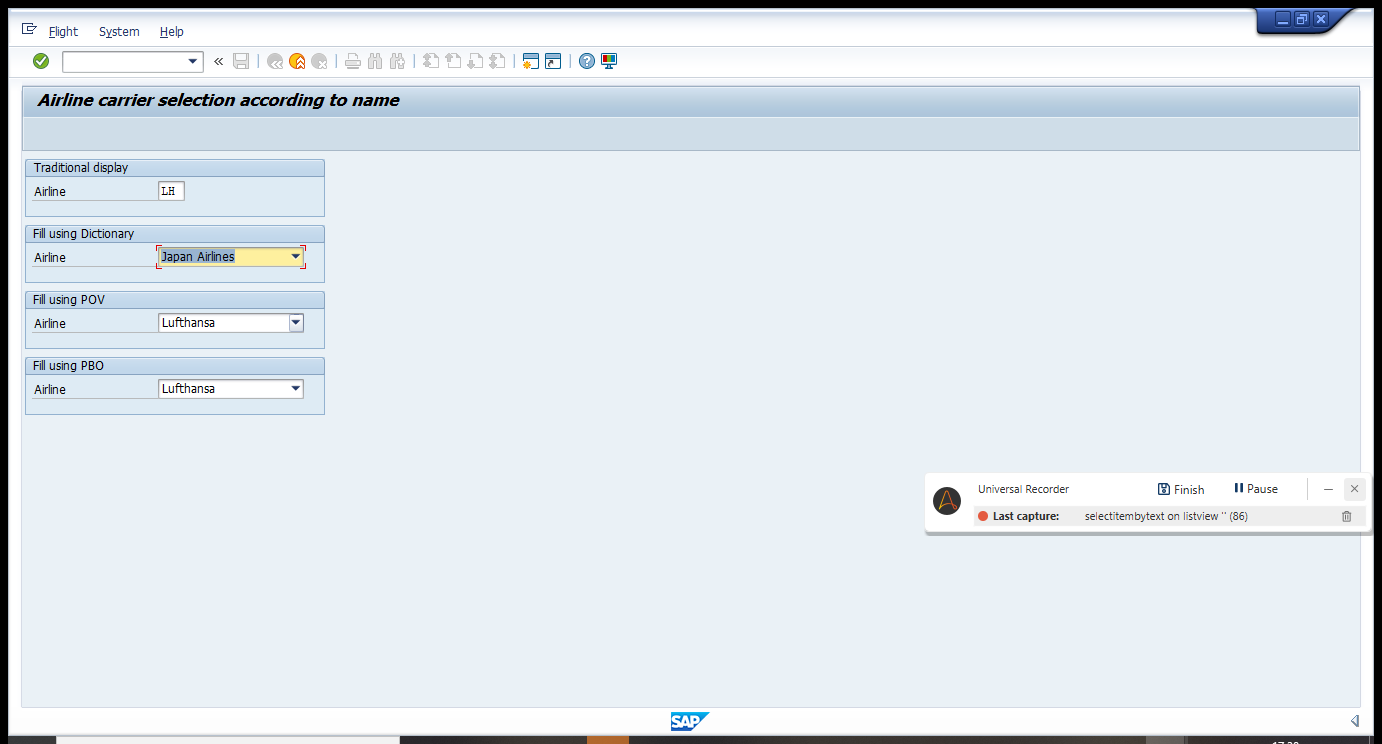 Flight System Help
Airline carrier selection according to name
Traditional display
Airline LH
Fill using Dictionary
Airline Japan Airlines
Fill using POV
Airline Lufthansa
Fill using PBO
Airline Lufthansa
Universal Recorder Finish Pause
Last capture: selectitembytext on listview '' (86)
SAP